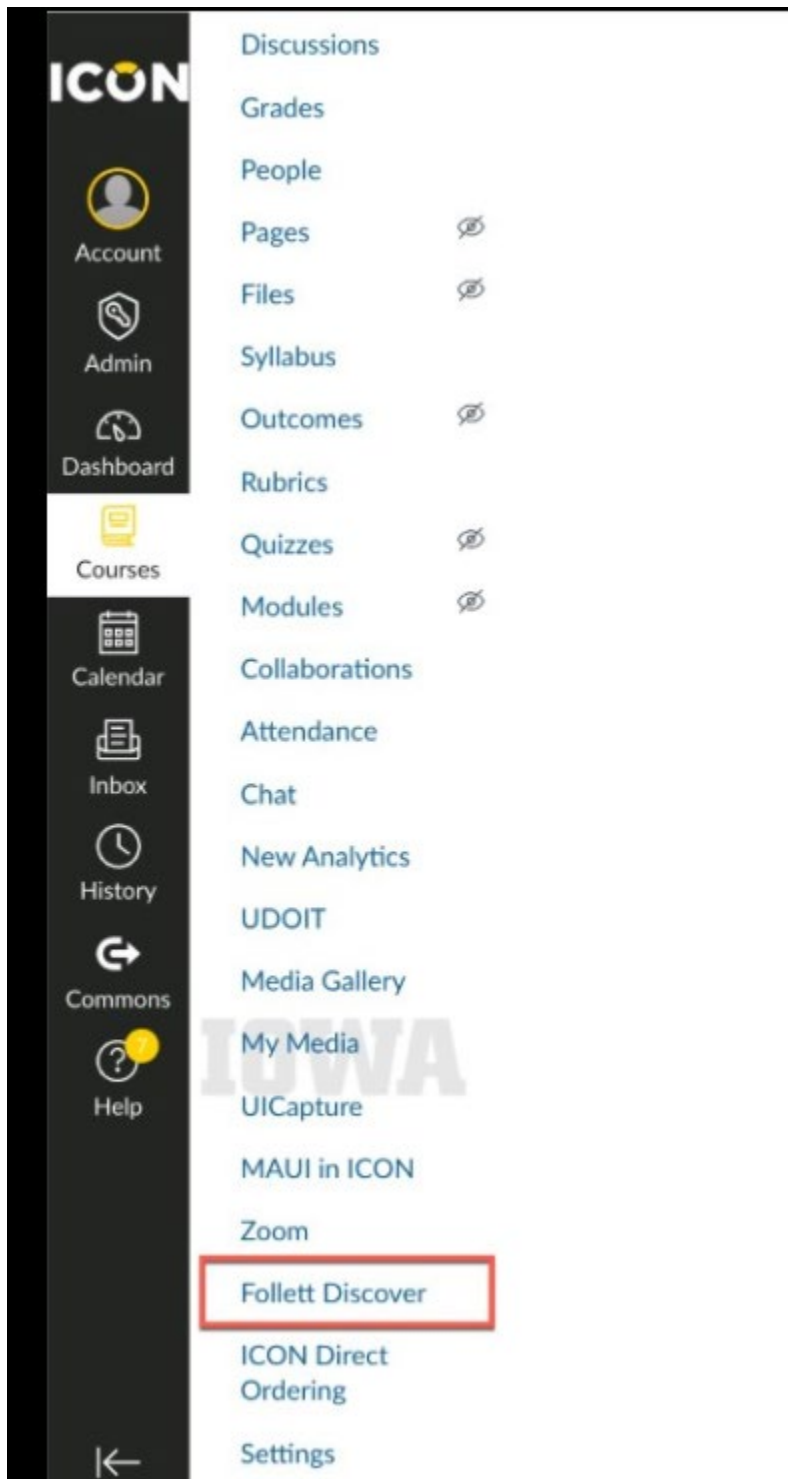 ICON
Account
Admin
Dashboard
Courses
Calendar
Inbox
History
Commons
7
Help
Discussions
Grades
People
Pages
Files
Syllabus
Outcomes
Rubrics
Quizzes
Modules
Collaborations
Attendance
Chat
New Analytics
UDOIT
Media Gallery
IOWA
My Media
UICapture
MAUI in ICON
Zoom
Follett Discover
ICON Direct
Ordering
Settings